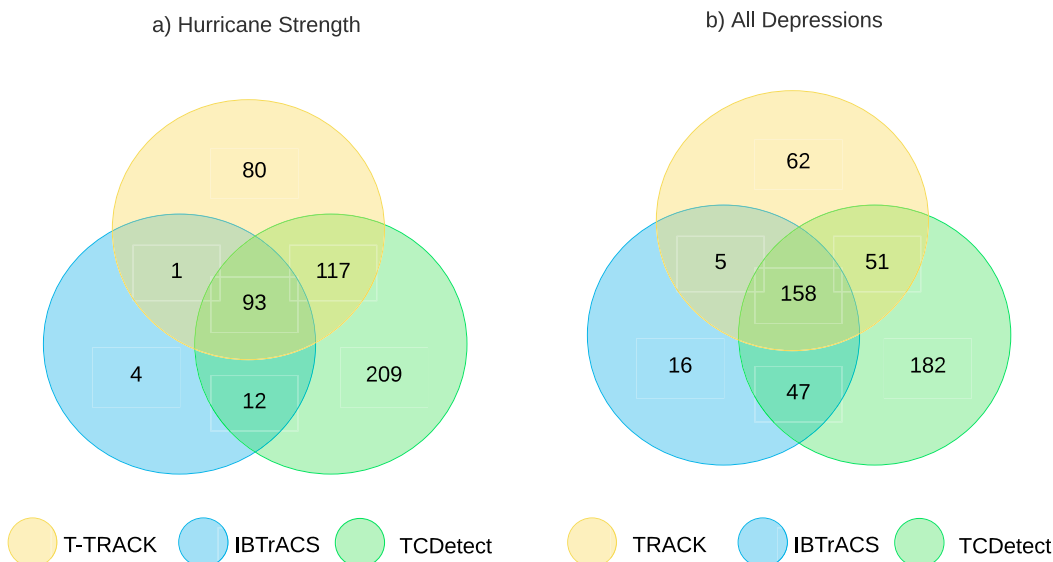 a) Hurricane Strength
80
1
117
93
4
209
12
T-TRACK
IBTrACS
TCDetect
b) All Depressions
62
5
51
158
16
182
47
TRACK
IBTrACS
TCDetect